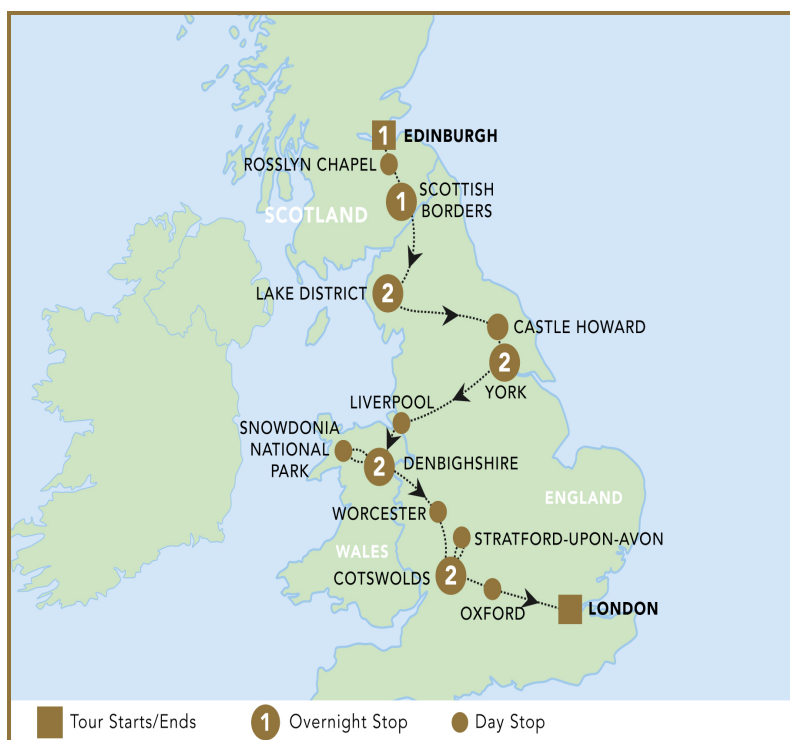 1 EDINBURGH
ROSSLYN CHAPEL
SCOTTISH
BORDERS
1
SCOTLAND
LAKE DISTRICT 2
CASTLE HOWARD
2
YORK
LIVERPOOL
SNOWDONIA
NATIONAL
PARK
2 DENBIGHSHIRE
ENGLAND
WORCESTER
STRATFORD-UPON-AVON
WALES
COTSWOLDS 2
OXFORD
LONDON
Tour Starts/Ends 1 Overnight Stop Day Stop